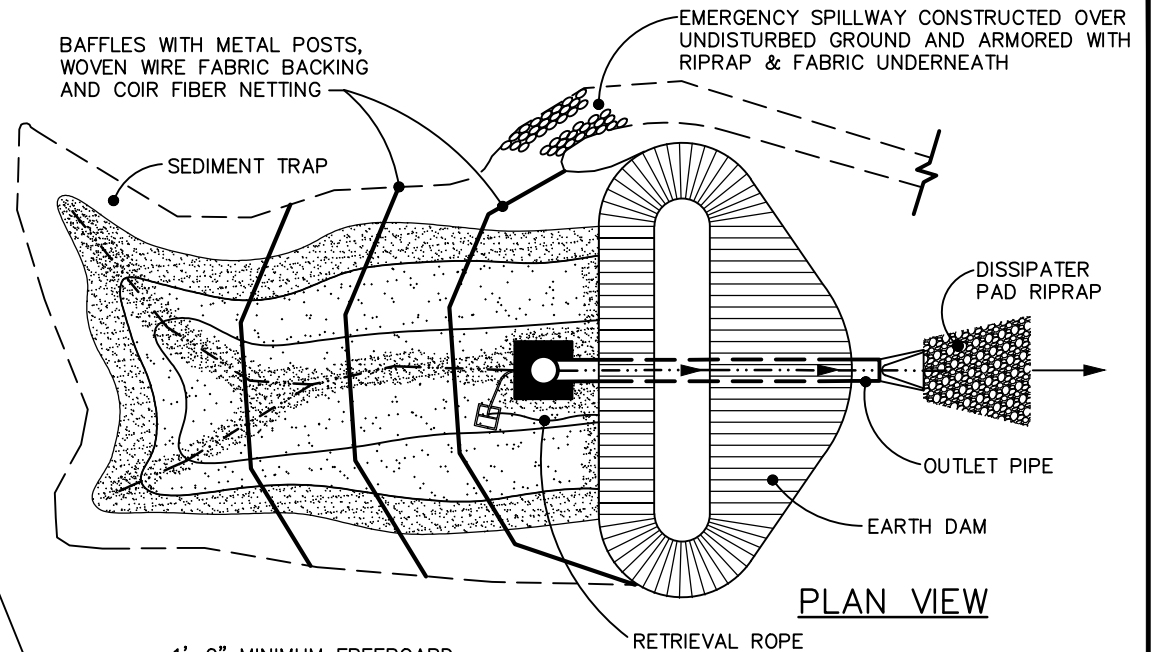 EMERGENCY SPILLWAY CONSTRUCTED OVER
UNDISTURBED GROUND AND ARMORED WITH
RIPRAP & FABRIC UNDERNEATH
BAFFLES WITH METAL POSTS,
WOVEN WIRE FABRIC BACKING
AND COIR FIBER NETTING
SEDIMENT TRAP
DISSIPATER
PAD RIPRAP
OUTLET PIPE
EARTH DAM
PLAN VIEW
RETRIEVAL ROPE